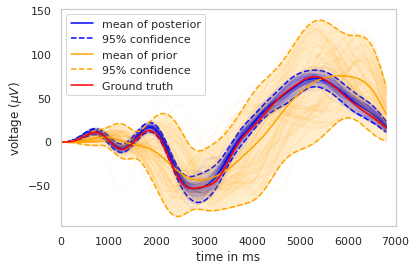 150
100
50
0
−50
voltage (μV)
mean of posterior
95% confidence
mean of prior
95% confidence
Ground truth
0 1000 2000 3000 4000 5000 6000 7000
time in ms